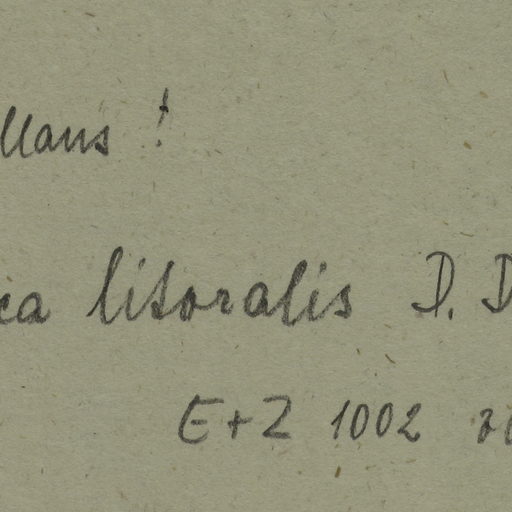 llans !
ca litoralis D. D
E+Z 1002